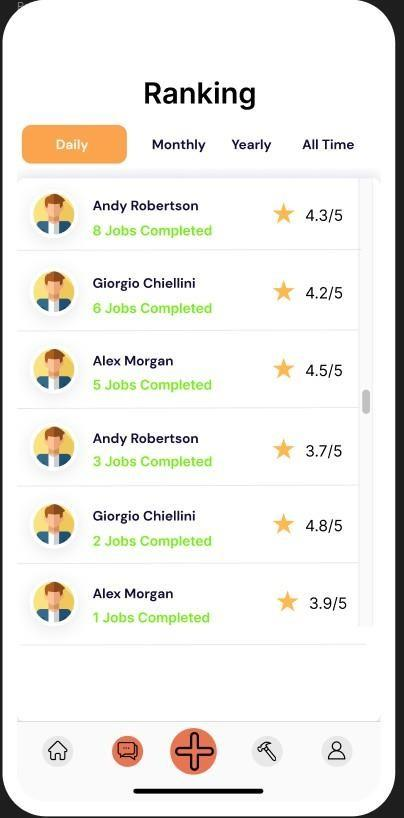 Ranking
Daily Monthly Yearly All Time
Andy Robertson
8 Jobs Completed
4.3/5
Giorgio Chiellini
6 Jobs Completed
4.2/5
Alex Morgan
5 Jobs Completed
4.5/5
Andy Robertson
3 Jobs Completed
3.7/5
Giorgio Chiellini
2 Jobs Completed
4.8/5
Alex Morgan
1 Jobs Completed
3.9/5